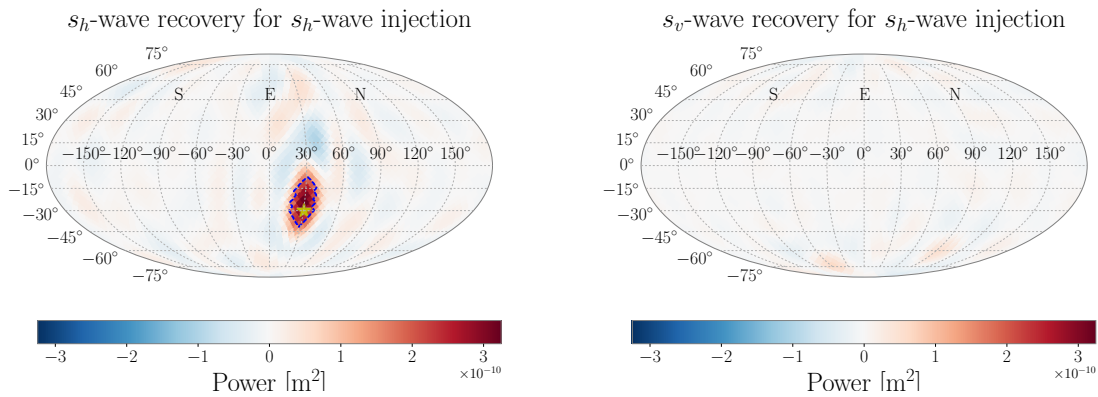 s_h-wave recovery for s_h-wave injection
75°
60°
45°
30°
15°
0°
−15°
−30°
−45°
−60°
−75°
S E N
−150° −120° −90° −60° −30° 0° 30° 60° 90° 120° 150°
−3 −2 −1 0 1 2 3
×10⁻¹⁰
Power [m²]
s_v-wave recovery for s_h-wave injection
75°
60°
45°
30°
15°
0°
−15°
−30°
−45°
−60°
−75°
S E N
−150° −120° −90° −60° −30° 0° 30° 60° 90° 120° 150°
−3 −2 −1 0 1 2 3
×10⁻¹⁰
Power [m²]